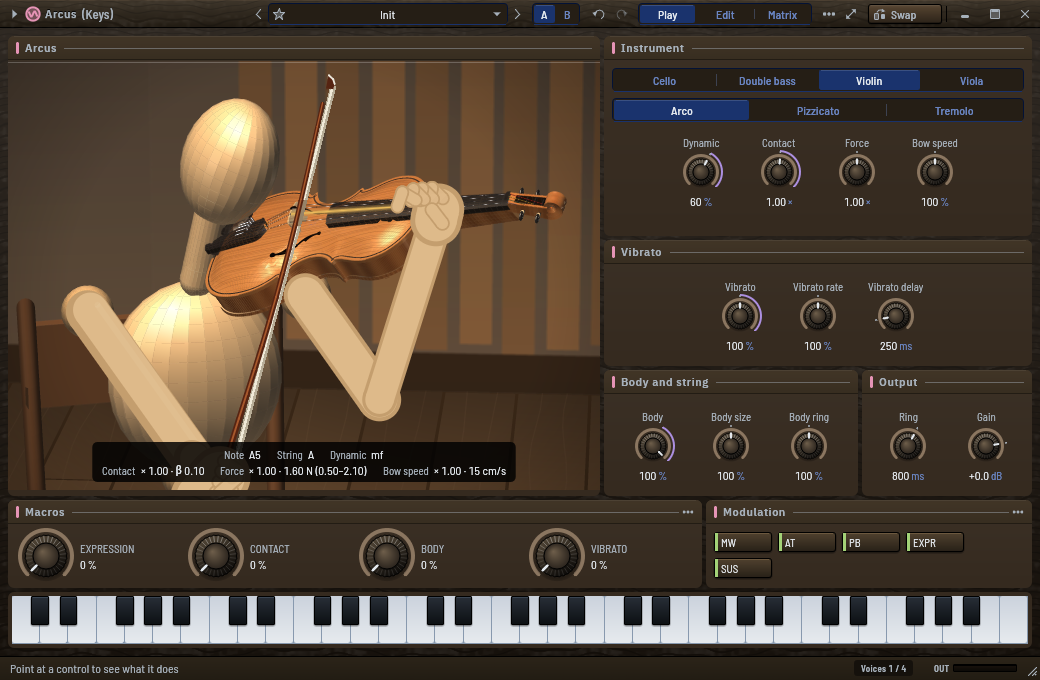 Arcus (Keys)
Init
A B
Play Edit Matrix
Swap
Arcus
Note A5 String A Dynamic mf
Contact × 1.00 · β 0.10 Force × 1.00 · 1.60 N (0.50–2.10) Bow speed × 1.00 · 15 cm/s
Instrument
Cello Double bass Violin Viola
Arco Pizzicato Tremolo
Dynamic Contact Force Bow speed
60 % 1.00 × 1.00 × 100 %
Vibrato
Vibrato Vibrato rate Vibrato delay
100 % 100 % 250 ms
Body and string
Body Body size Body ring
100 % 100 % 100 %
Output
Ring Gain
800 ms +0.0 dB
Macros
EXPRESSION
0 %
CONTACT
0 %
BODY
0 %
VIBRATO
0 %
Modulation
MW AT PB EXPR
SUS
Point at a control to see what it does
Voices 1 / 4 OUT